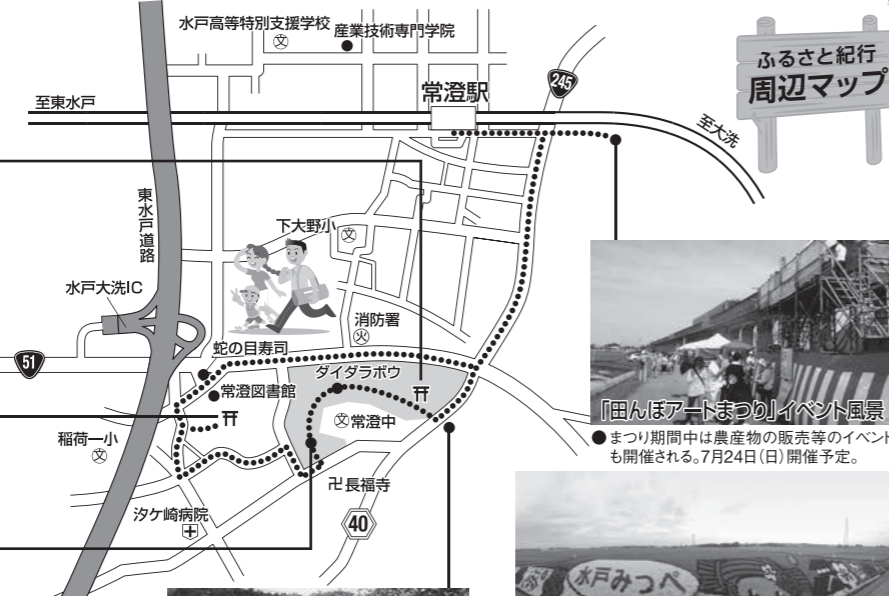 ふるさと紀行
周辺マップ
水戸高等特別支援学校
産業技術専門学院
常澄駅
245
至東水戸
至大洗
東水戸道路
下大野小
文
水戸大洗IC
消防署
火
51
蛇の目寿司
ダイダラボウ
常澄図書館
文
常澄中
稲荷一小
文
卍長福寺
汐ケ崎病院
40
「田んぼアートまつり」イベント風景
●まつり期間中は農産物の販売等のイベント
も開催される。7月24日(日)開催予定。
水戸みつぺ
文